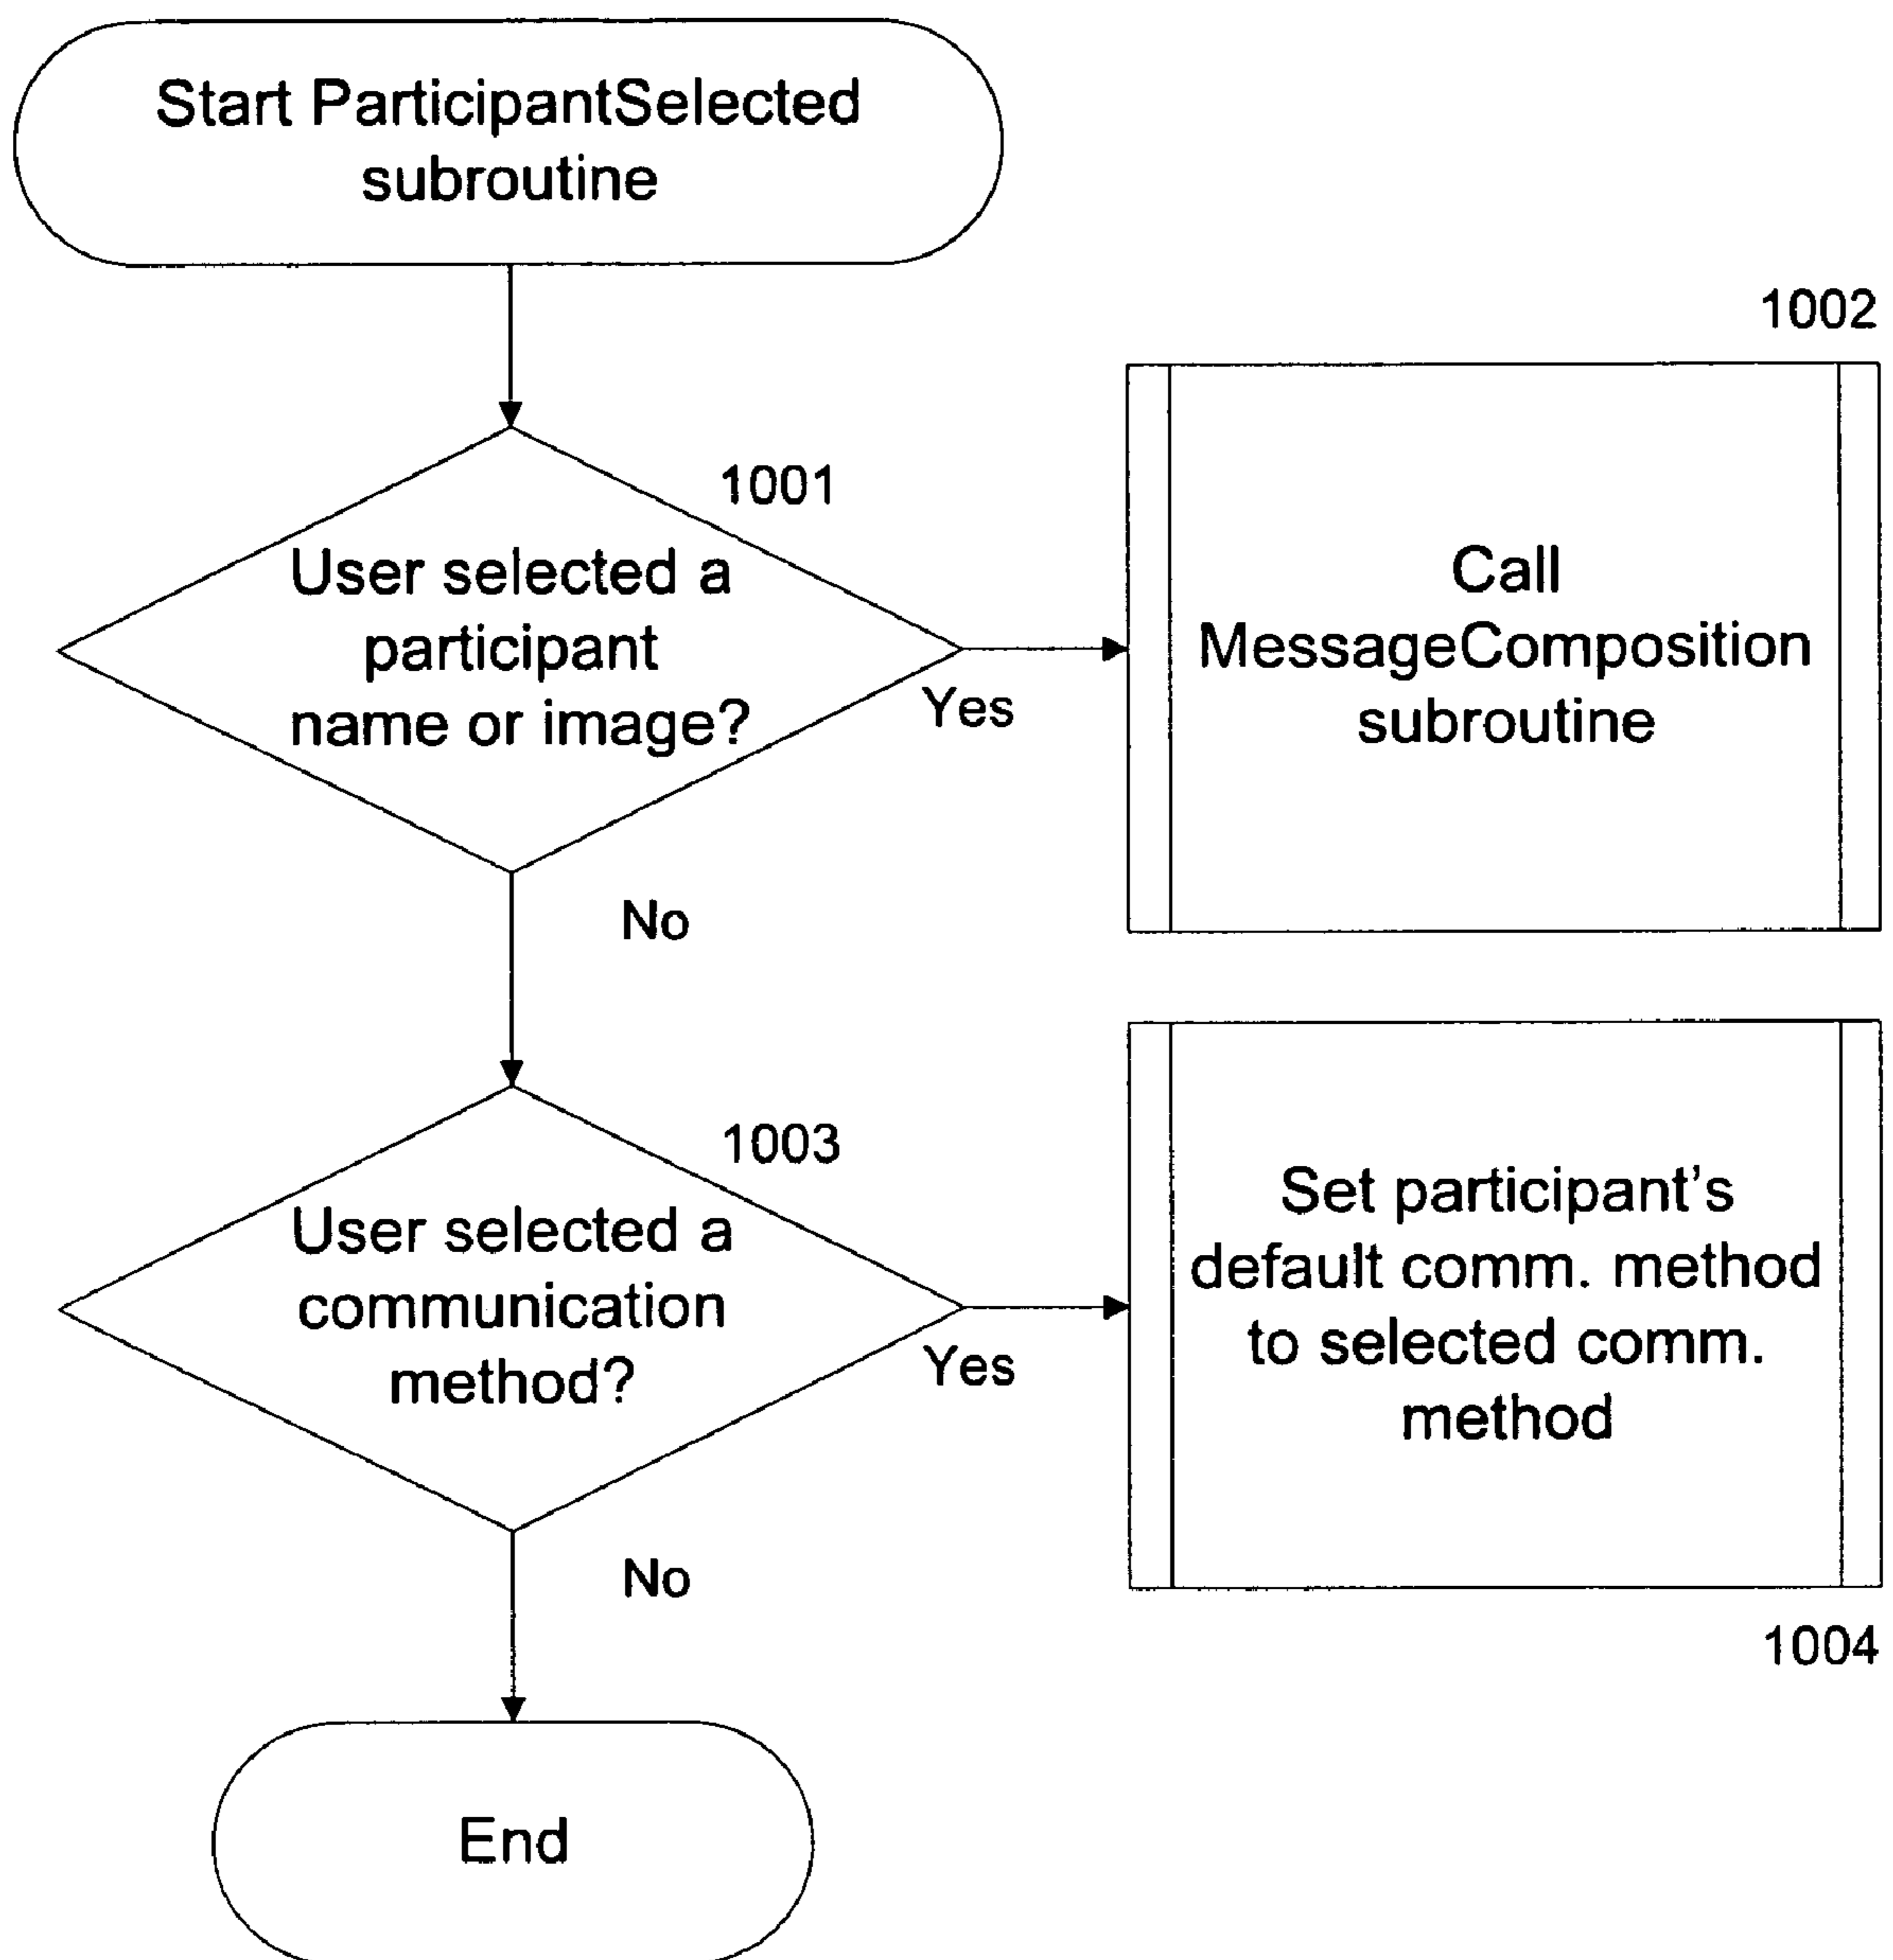 Start ParticipantSelected
subroutine
1001
User selected a
participant
name or image?
Yes
No
1002
Call
MessageComposition
subroutine
1003
User selected a
communication
method?
Yes
No
Set participant’s
default comm. method
to selected comm.
method
1004
End